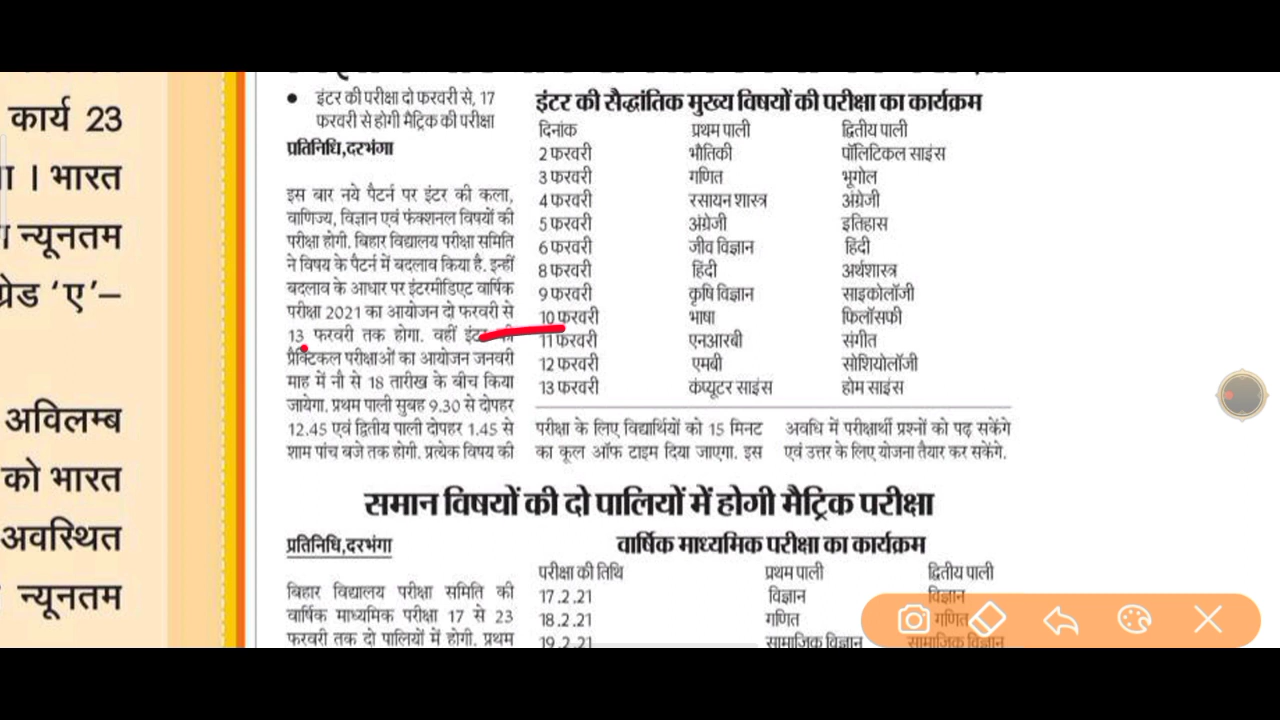 कार्य 23
। भारत
न्यूनतम
ग्रेड ‘ए’–
अविलम्ब
को भारत
अवस्थित
न्यूनतम
● इंटर की परीक्षा दो फरवरी से, 17
फरवरी से होगी मैट्रिक की परीक्षा
प्रतिनिधि,दरभंगा
इस बार नये पैटर्न पर इंटर की कला,
वाणिज्य, विज्ञान एवं फंक्शनल विषयों की
परीक्षा होगी. बिहार विद्यालय परीक्षा समिति
ने विषय के पैटर्न में बदलाव किया है. इन्हीं
बदलाव के आधार पर इंटरमीडिएट वार्षिक
परीक्षा 2021 का आयोजन दो फरवरी से
13 फरवरी तक होगा. वहीं इंटर की
प्रैक्टिकल परीक्षाओं का आयोजन जनवरी
माह में नौ से 18 तारीख के बीच किया
जायेगा. प्रथम पाली सुबह 9.30 से दोपहर
12.45 एवं द्वितीय पाली दोपहर 1.45 से
शाम पांच बजे तक होगी. प्रत्येक विषय की
इंटर की सैद्धांतिक मुख्य विषयों की परीक्षा का कार्यक्रम
दिनांक प्रथम पाली द्वितीय पाली
2 फरवरी भौतिकी पॉलिटिकल साइंस
3 फरवरी गणित भूगोल
4 फरवरी रसायन शास्त्र अंग्रेजी
5 फरवरी अंग्रेजी इतिहास
6 फरवरी जीव विज्ञान हिंदी
8 फरवरी हिंदी अर्थशास्त्र
9 फरवरी कृषि विज्ञान साइकोलॉजी
10 फरवरी भाषा फिलॉसफी
11 फरवरी एनआरबी संगीत
12 फरवरी एमबी सोशियोलॉजी
13 फरवरी कंप्यूटर साइंस होम साइंस
परीक्षा के लिए विद्यार्थियों को 15 मिनट
का कूल ऑफ टाइम दिया जाएगा. इस
अवधि में परीक्षार्थी प्रश्नों को पढ़ सकेंगे
एवं उत्तर के लिए योजना तैयार कर सकेंगे.
समान विषयों की दो पालियों में होगी मैट्रिक परीक्षा
प्रतिनिधि,दरभंगा
बिहार विद्यालय परीक्षा समिति की
वार्षिक माध्यमिक परीक्षा 17 से 23
फरवरी तक दो पालियों में होगी. प्रथम
वार्षिक माध्यमिक परीक्षा का कार्यक्रम
परीक्षा की तिथि प्रथम पाली द्वितीय पाली
17.2.21 विज्ञान विज्ञान
18.2.21 गणित गणित
19.2.21 सामाजिक विज्ञान सामाजिक विज्ञान